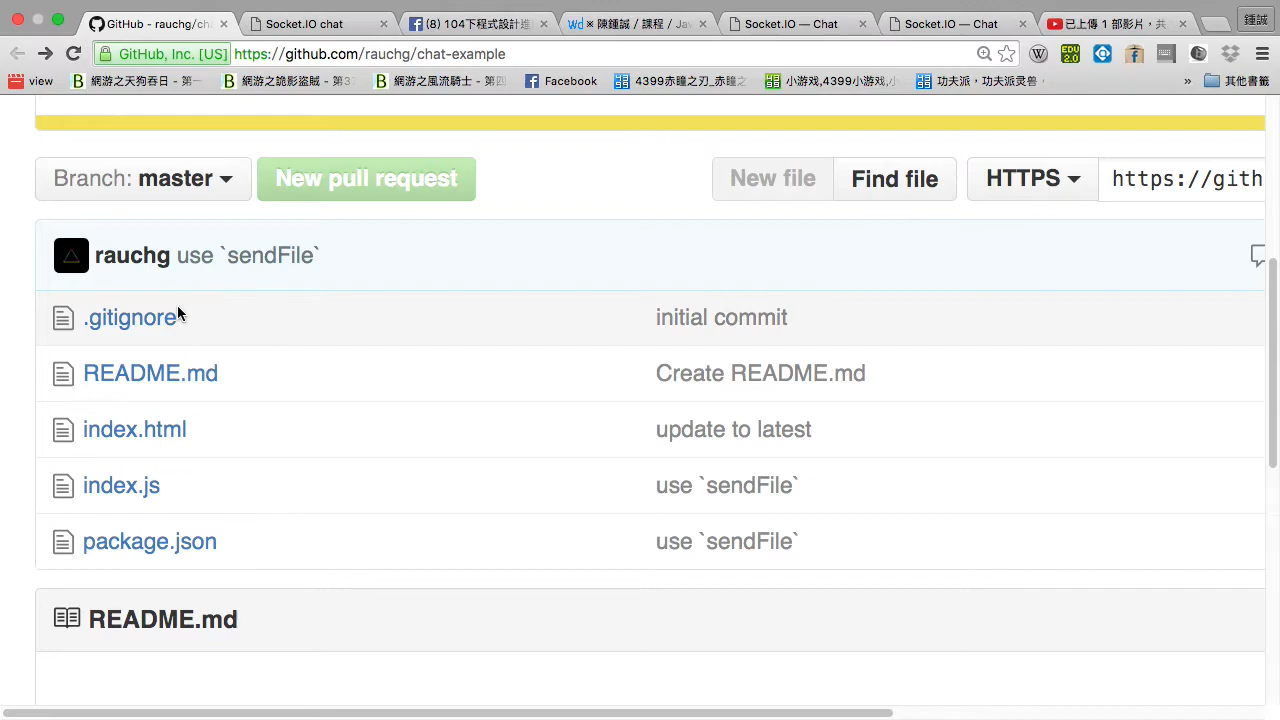 GitHub - rauchg/ch
Socket.IO chat
(8) 104下程式設計進
Wd ※ 陳鍾誠 / 課程 / Jav
Socket.IO — Chat
Socket.IO — Chat
已上傳 1 部影片，共
鍾誠
GitHub, Inc. [US] https://github.com/rauchg/chat-example
W
EDU 2.0
view
B 網游之天狗吞日 - 第一
B 網游之詭影盜賊 - 第3
B 網游之風流騎士 - 第四
Facebook
4399赤瞳之刃_赤瞳之
小游戏,4399小游戏,小
功夫派，功夫派灵兽
»
其他書籤
Branch: master
New pull request
New file
Find file
HTTPS
https://gith
rauchg use `sendFile`
.gitignore
initial commit
README.md
Create README.md
index.html
update to latest
index.js
use `sendFile`
package.json
use `sendFile`
README.md